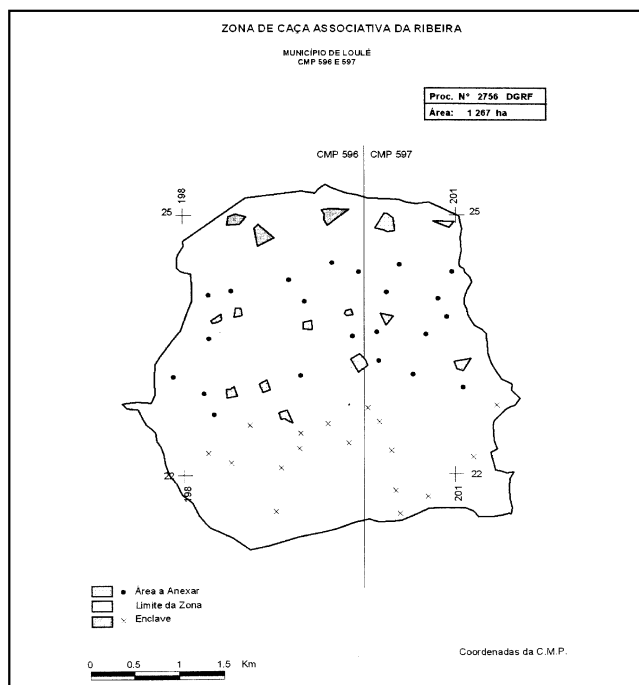 ZONA DE CAÇA ASSOCIATIVA DA RIBEIRA
MUNICÍPIO DE LOULÉ
CMP 596 E 597
Proc. Nº 2756 DGRF
Área: 1 267 ha
CMP 596 CMP 597
198
25
201
25
22
198
201
22
Área a Anexar
Limite da Zona
Enclave
Coordenadas da C.M.P.
0 0.5 1 1.5 Km